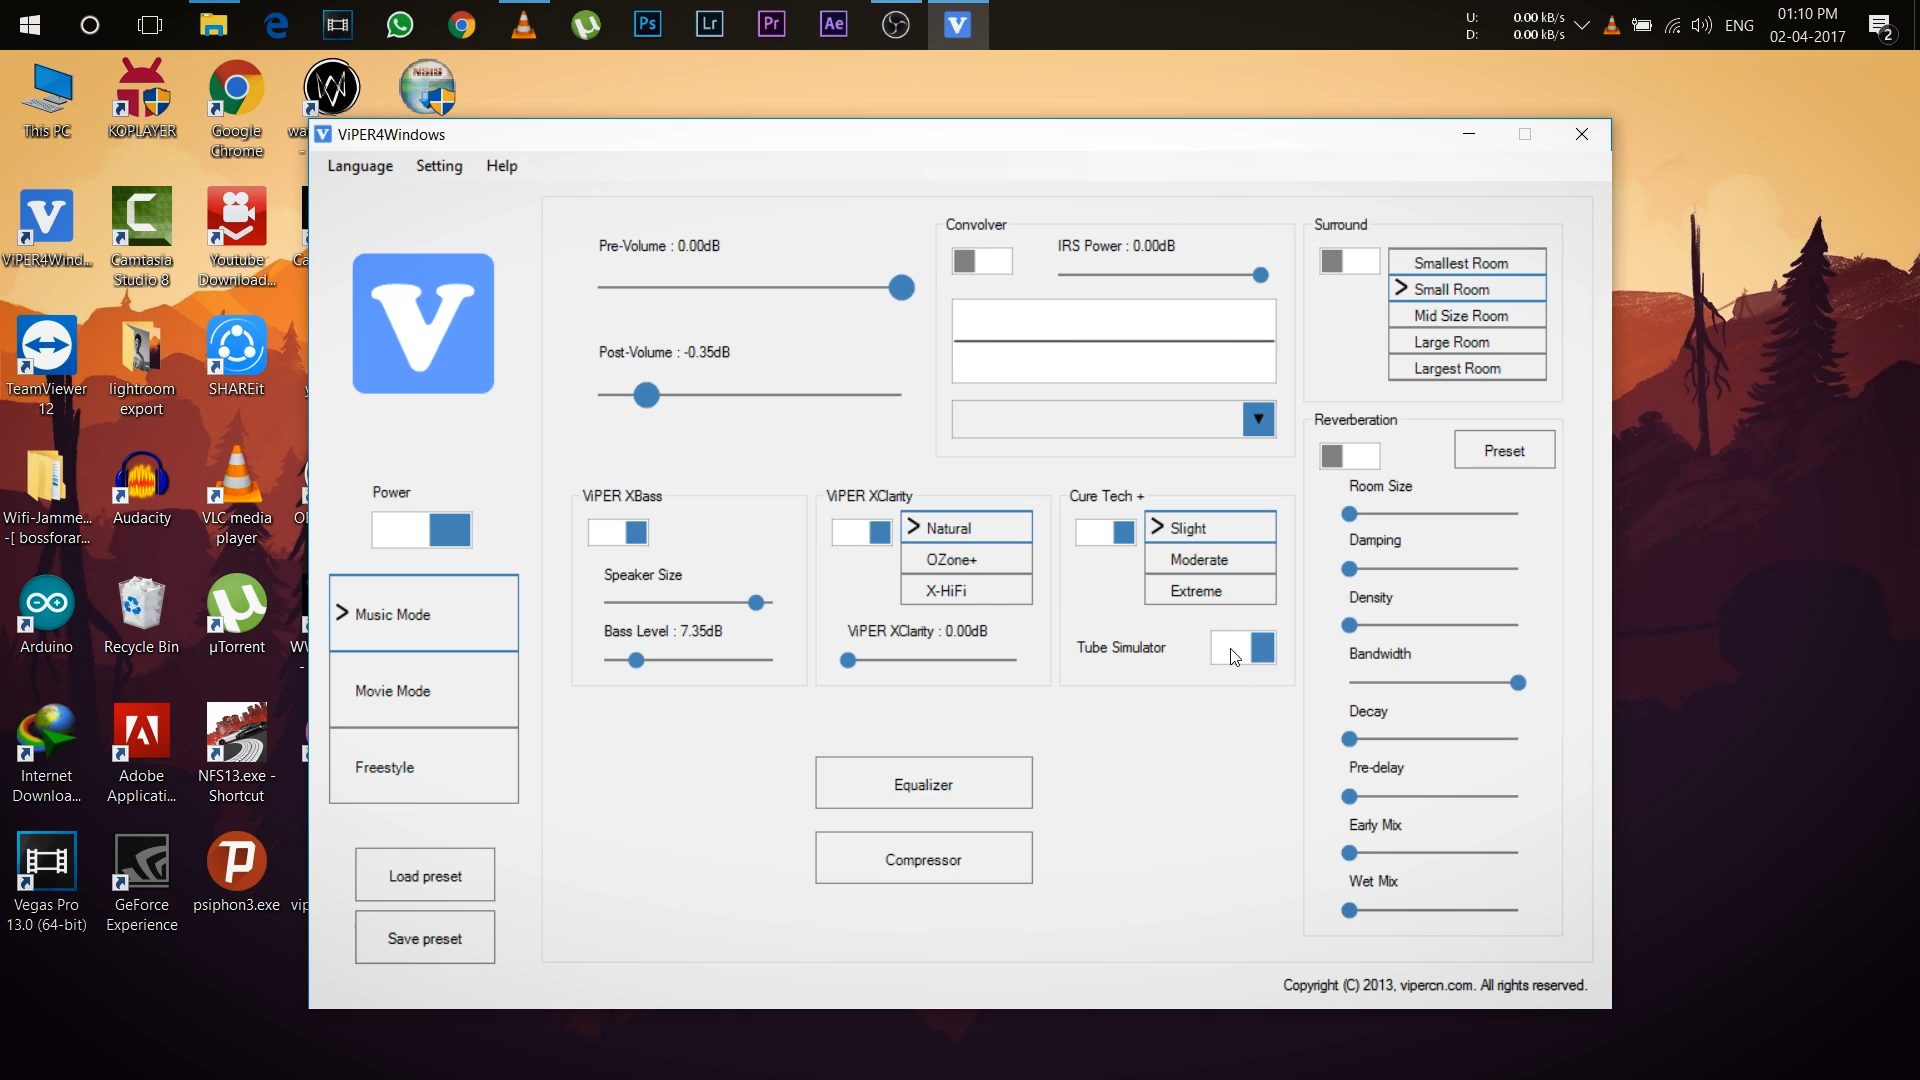 U: 0.00 kB/s
D: 0.00 kB/s
ENG
01:10 PM
02-04-2017
2
Ps
Lr
Pr
Ae
This PC
KOPLAYER
Google
Chrome
NSIS
ViPER4Wind...
Camtasia
Studio 8
Youtube
Download...
TeamViewer
12
lightroom
export
SHAREit
Wifi-Jamme...
-[ bossforar...
Audacity
VLC media
player
Arduino
Recycle Bin
µTorrent
Internet
Downloa...
Adobe
Applicati...
NFS13.exe -
Shortcut
Vegas Pro
13.0 (64-bit)
GeForce
Experience
psiphon3.exe
vip
ViPER4Windows
Language Setting Help
Power
> Music Mode
Movie Mode
Freestyle
Load preset
Save preset
Pre-Volume : 0.00dB
Post-Volume : -0.35dB
Convolver
IRS Power : 0.00dB
Surround
Smallest Room
> Small Room
Mid Size Room
Large Room
Largest Room
ViPER XBass
Speaker Size
Bass Level : 7.35dB
ViPER XClarity
> Natural
OZone+
X-HiFi
ViPER XClarity : 0.00dB
Cure Tech +
> Slight
Moderate
Extreme
Tube Simulator
Equalizer
Compressor
Reverberation
Preset
Room Size
Damping
Density
Bandwidth
Decay
Pre-delay
Early Mix
Wet Mix
Copyright (C) 2013, vipercn.com. All rights reserved.